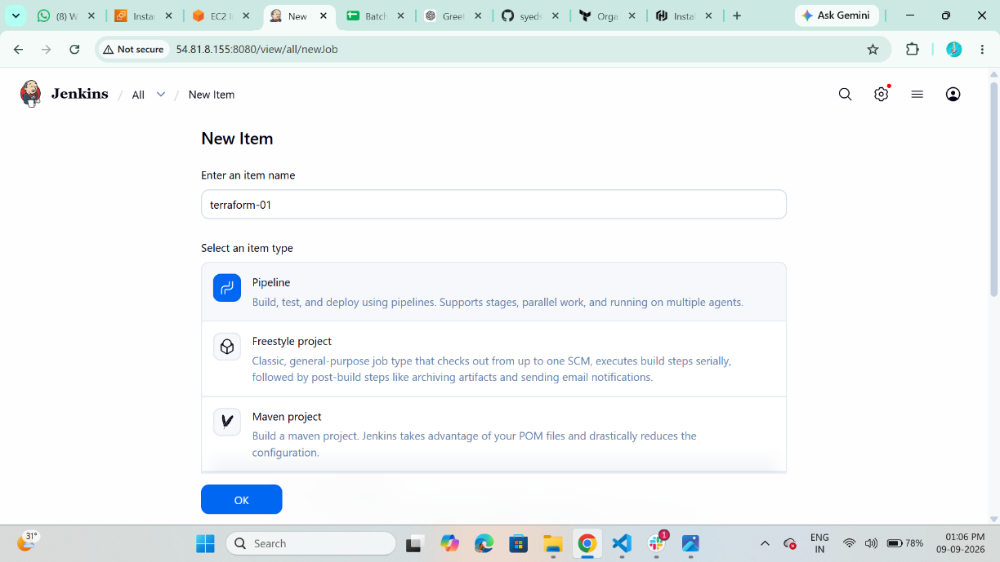 (8) W
Instan
EC2 I
New
Batch
Greet
syeds
Orga
Instal
Ask Gemini
Not secure
54.81.8.155:8080/view/all/newJob
Jenkins / All / New Item
New Item
Enter an item name
terraform-01
Select an item type
Pipeline
Build, test, and deploy using pipelines. Supports stages, parallel work, and running on multiple agents.
Freestyle project
Classic, general-purpose job type that checks out from up to one SCM, executes build steps serially,
followed by post-build steps like archiving artifacts and sending email notifications.
Maven project
Build a maven project. Jenkins takes advantage of your POM files and drastically reduces the
configuration.
OK
31°
Search
1
ENG
IN
78%
01:06 PM
09-09-2026